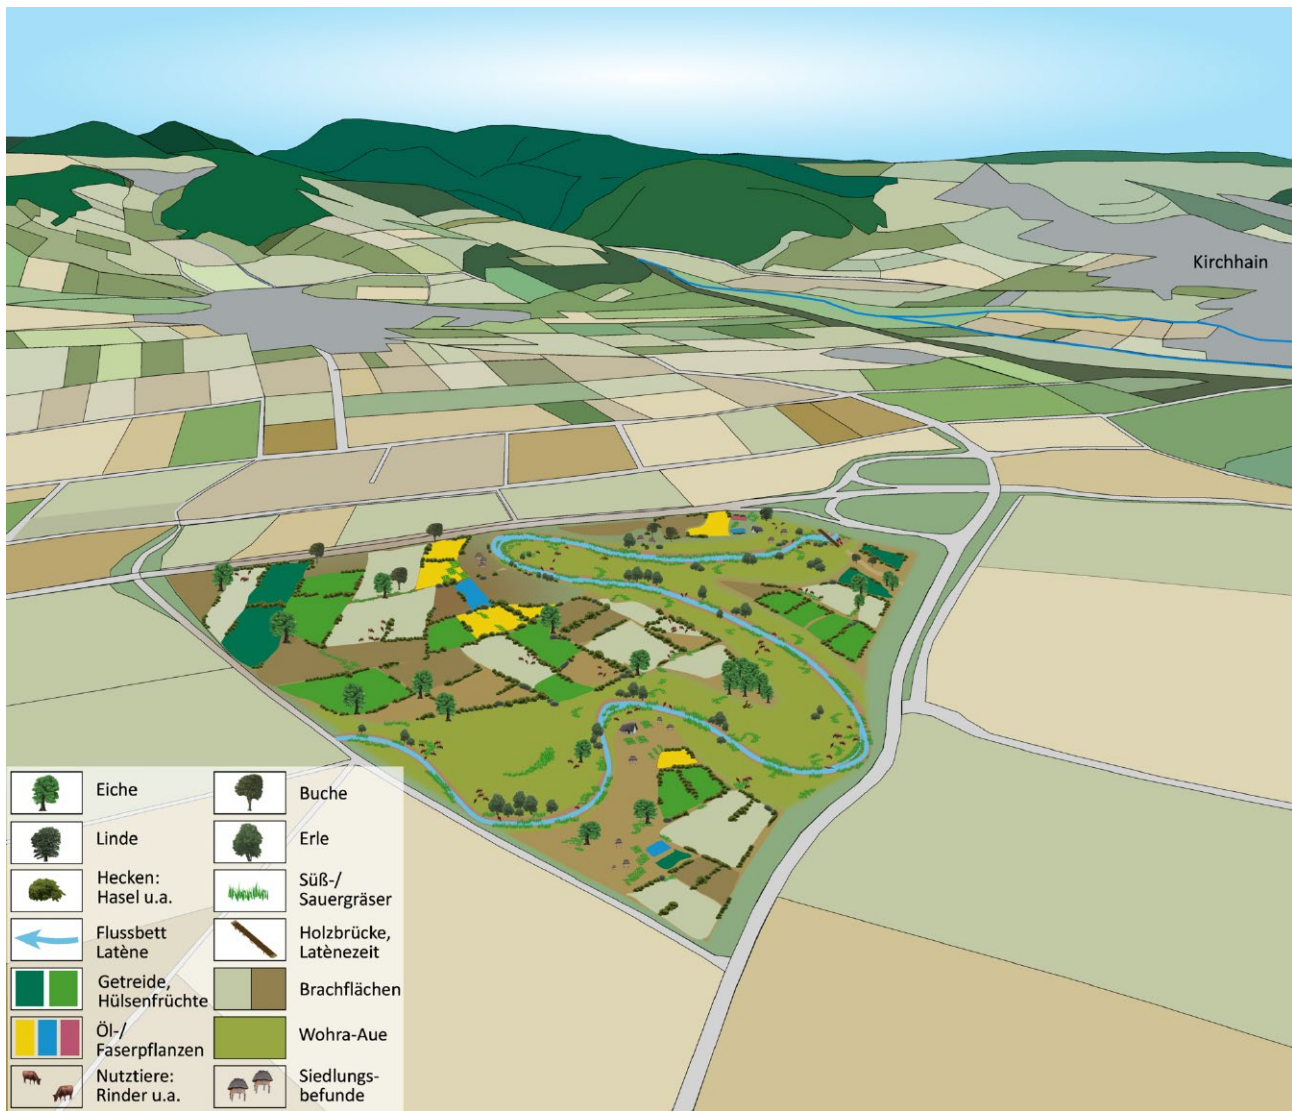 Kirchhain
Eiche
Buche
Linde
Erle
Hecken:
Hasel u.a.
Süß-/
Sauergräser
Flussbett
Latène
Holzbrücke,
Latènezeit
Getreide,
Hülsenfrüchte
Brachflächen
Öl-/
Faserpflanzen
Wohra-Aue
Nutztiere:
Rinder u.a.
Siedlungs-
befunde